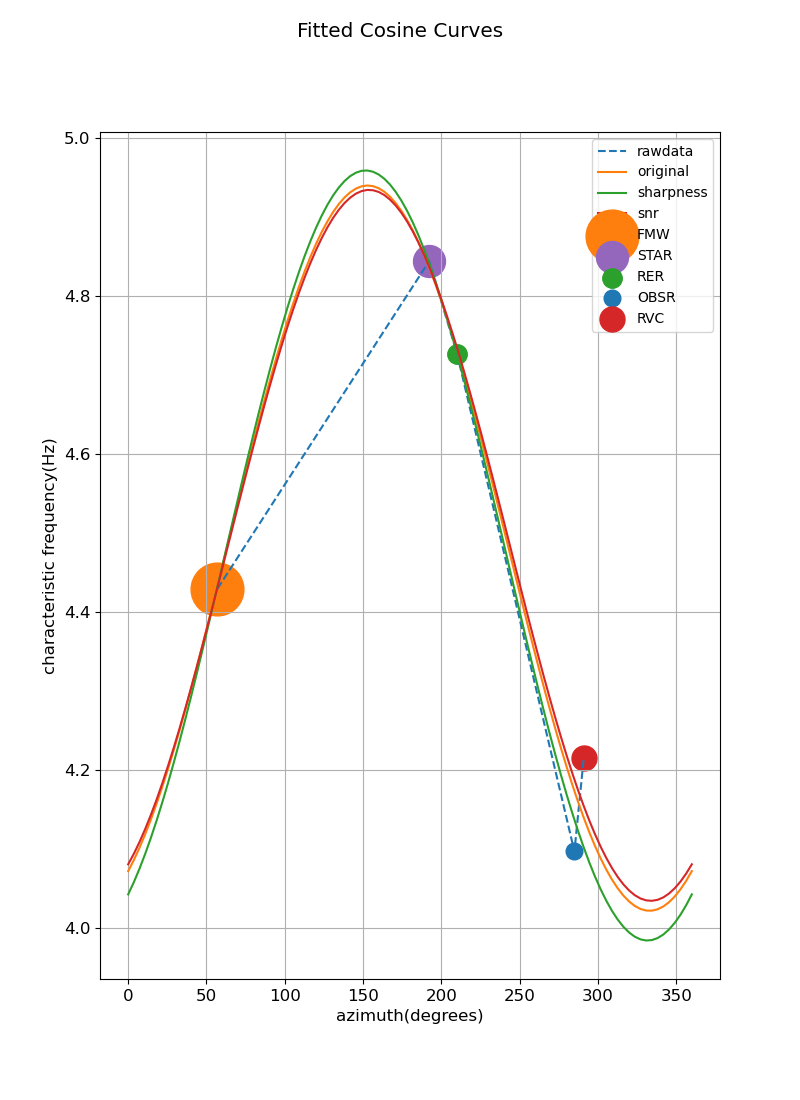 Fitted Cosine Curves
5.0
4.8
4.6
4.4
4.2
4.0
characteristic frequency(Hz)
rawdata
original
sharpness
snr
FMW
STAR
RER
OBSR
RVC
0 50 100 150 200 250 300 350
azimuth(degrees)